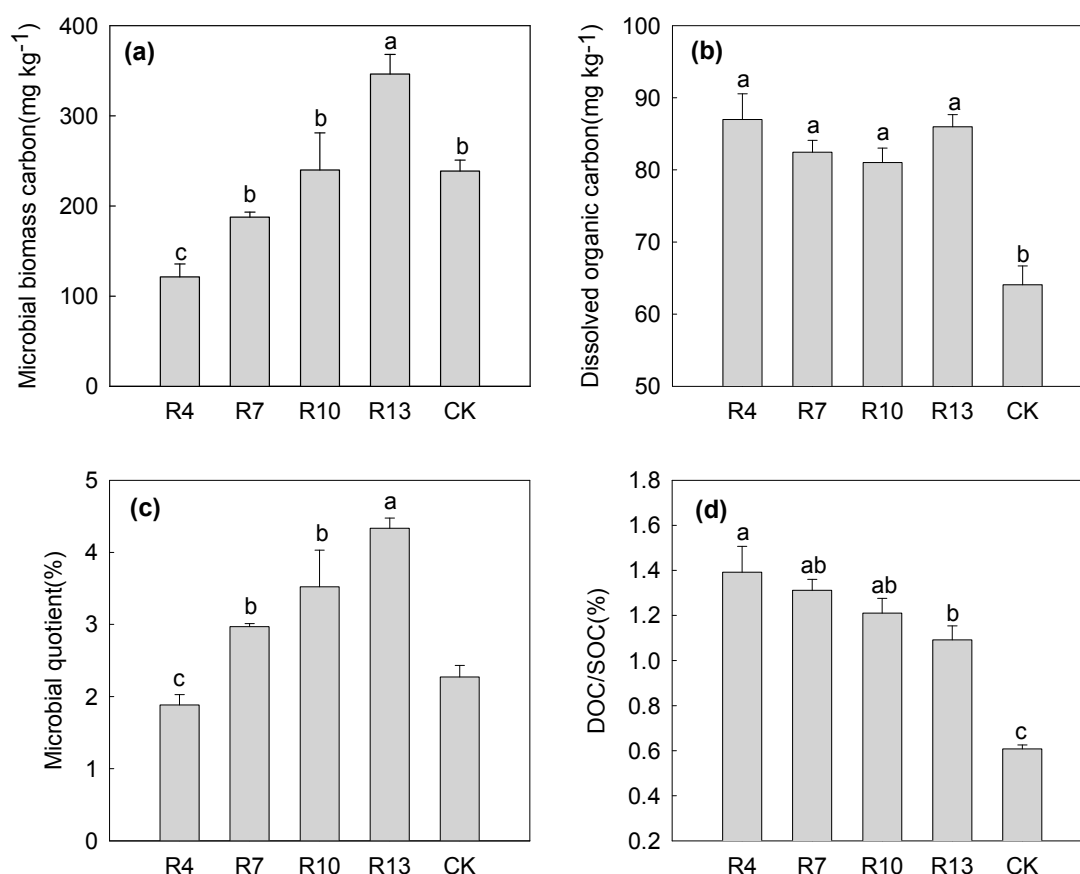 (a)
Microbial biomass carbon(mg kg-1)
400
300
200
100
0
c
b
b
a
b
R4 R7 R10 R13 CK
(b)
Dissolved organic carbon(mg kg-1)
100
90
80
70
60
50
a
a
a
a
b
R4 R7 R10 R13 CK
(c)
Microbial quotient(%)
5
4
3
2
1
0
c
b
b
a
R4 R7 R10 R13 CK
(d)
DOC/SOC(%)
1.8
1.6
1.4
1.2
1.0
0.8
0.6
0.4
0.2
a
ab
ab
b
c
R4 R7 R10 R13 CK